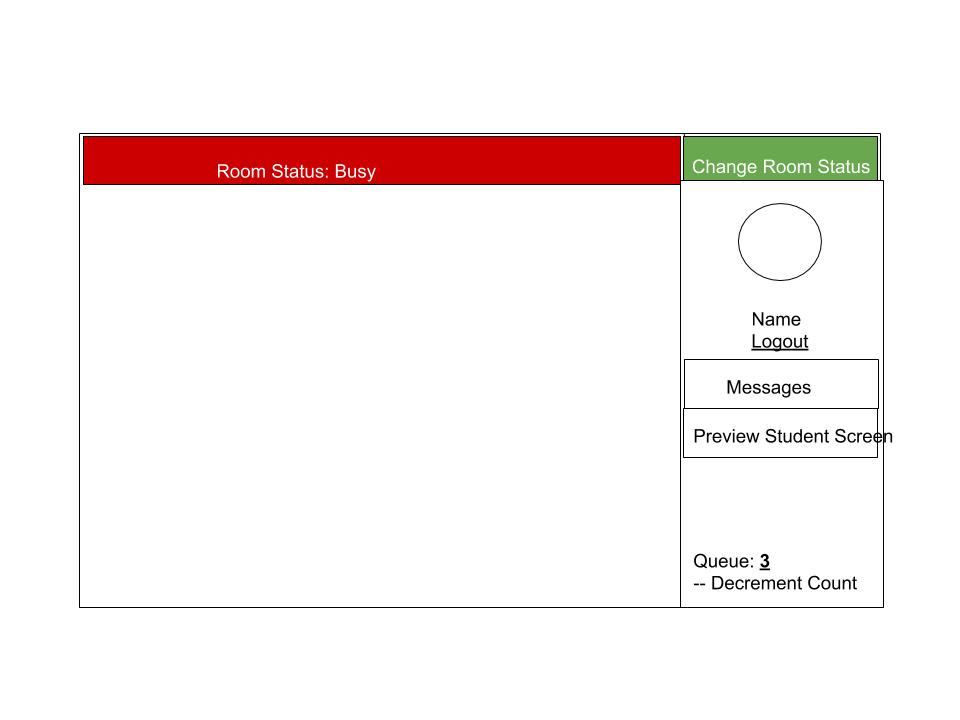 Room Status: Busy
Change Room Status
Name
Logout
Messages
Preview Student Screen
Queue: 3
-- Decrement Count